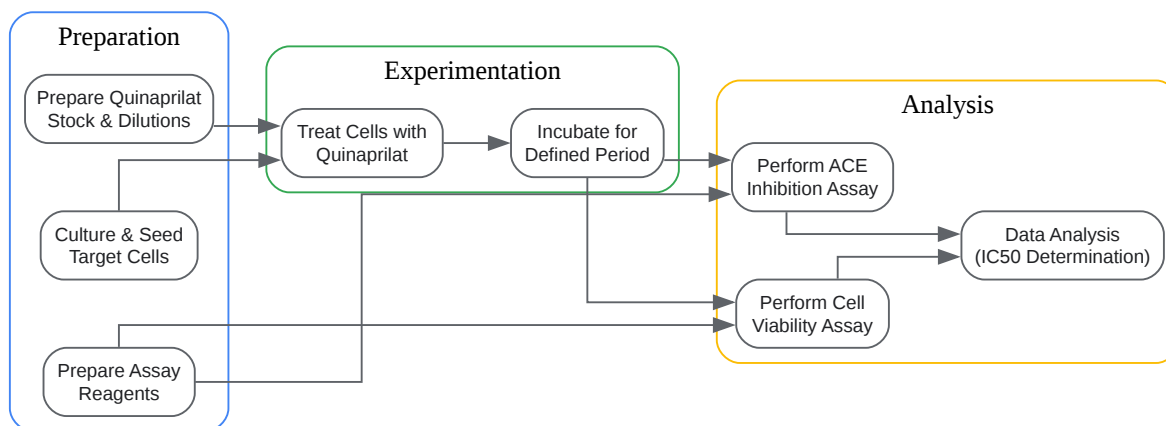 Preparation
Prepare Quinaprilat
Stock & Dilutions
Culture & Seed
Target Cells
Prepare Assay
Reagents
Experimentation
Treat Cells with
Quinaprilat
Incubate for
Defined Period
Analysis
Perform ACE
Inhibition Assay
Perform Cell
Viability Assay
Data Analysis
(IC50 Determination)